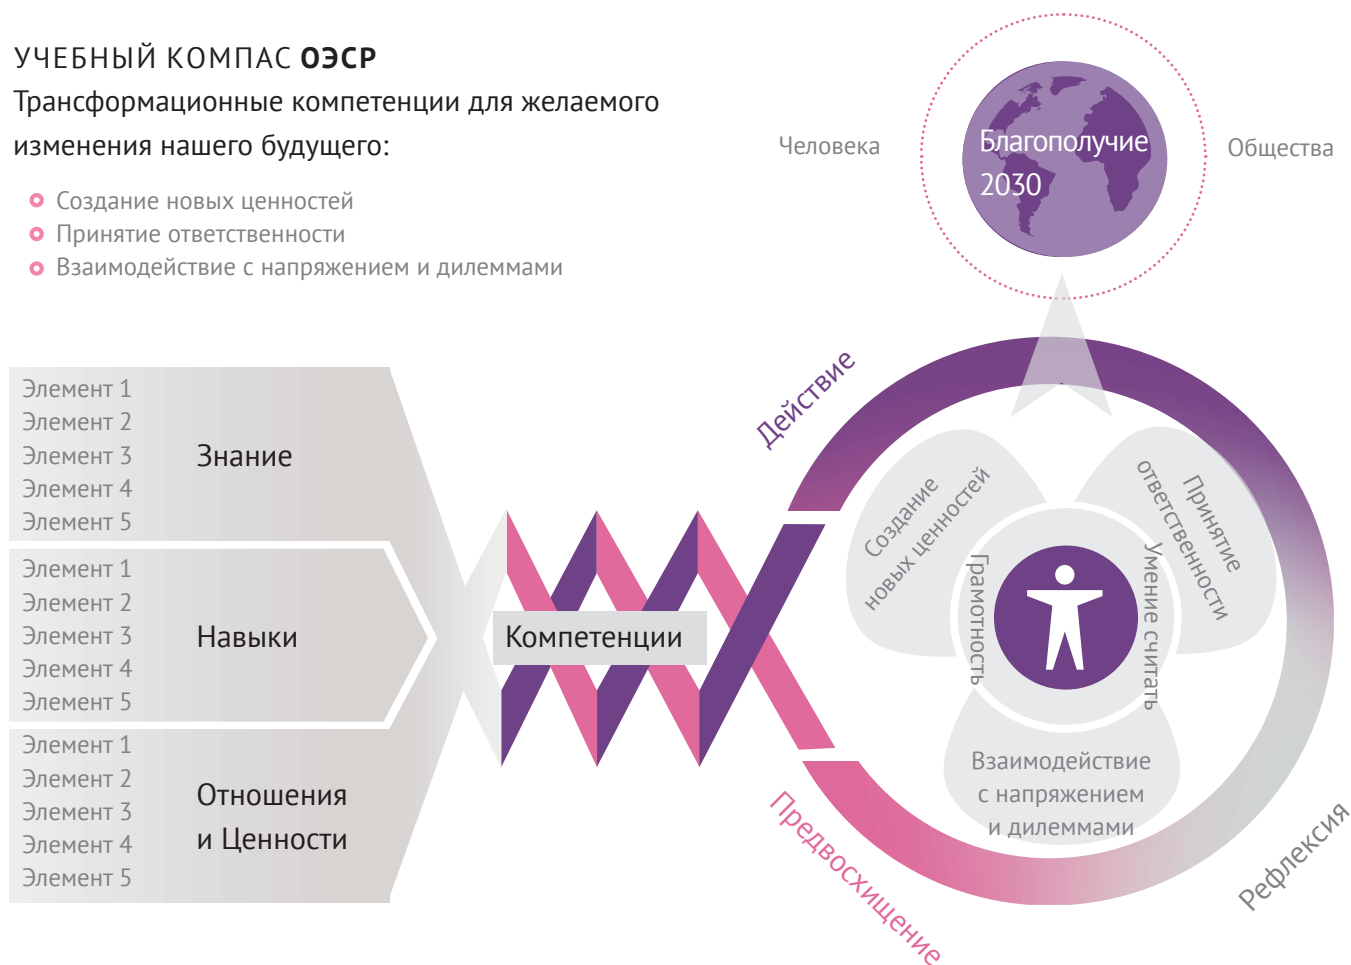 УЧЕБНЫЙ КОМПАС ОЭСР
Трансформационные компетенции для желаемого
изменения нашего будущего:
Создание новых ценностей
Принятие ответственности
Взаимодействие с напряжением и дилеммами
Человека
Благополучие
2030
Общества
Элемент 1
Элемент 2
Элемент 3
Элемент 4
Элемент 5
Знание
Элемент 1
Элемент 2
Элемент 3
Элемент 4
Элемент 5
Навыки
Элемент 1
Элемент 2
Элемент 3
Элемент 4
Элемент 5
Отношения
и Ценности
Компетенции
Действие
Создание
новых ценностей
Принятие
ответственности
Грамотность
Умение считать
Взаимодействие
с напряжением
и дилеммами
Предвосхищение
Рефлексия